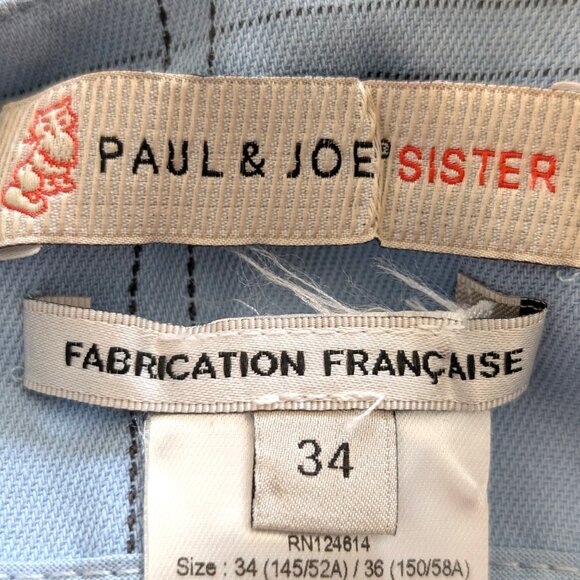 PAUL & JOE® SISTER
FABRICATION FRANÇAISE
34
RN124614
Size : 34 (145/52A) / 36 (150/58A)